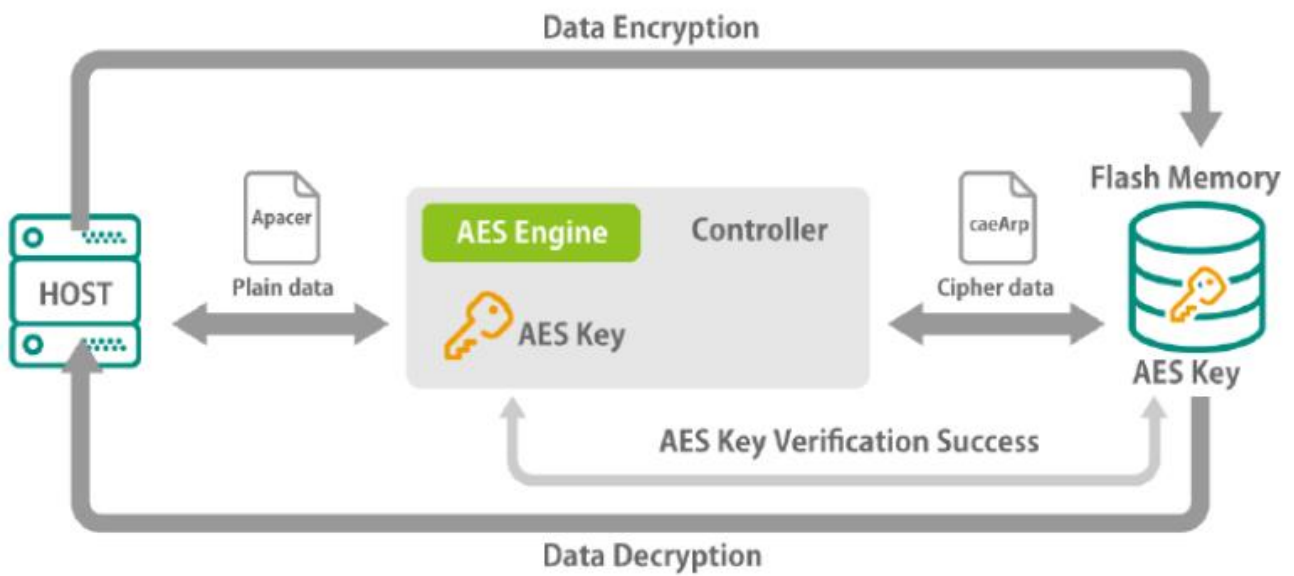 Data Encryption
Flash Memory
Apacer
AES Engine
Controller
caeArp
HOST
Plain data
Cipher data
AES Key
AES Key
AES Key Verification Success
Data Decryption